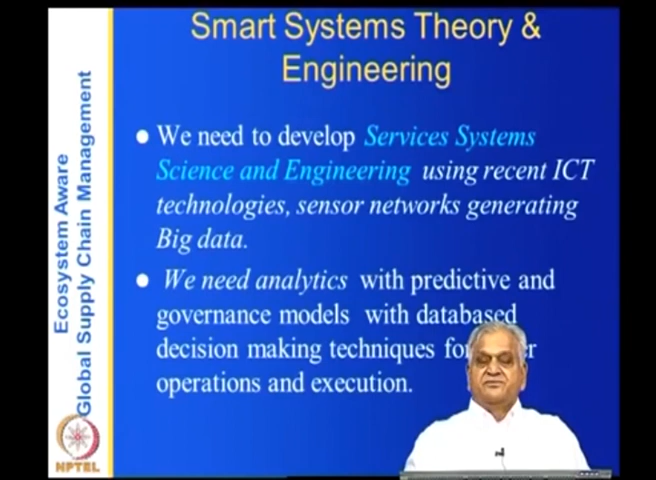 Smart Systems Theory &
Engineering
We need to develop Services Systems
Science and Engineering using recent ICT
technologies, sensor networks generating
Big data.
We need analytics with predictive and
governance models with databased
decision making techniques for
operations and execution.
Ecosystem Aware
Global Supply Chain Management
NPTEL